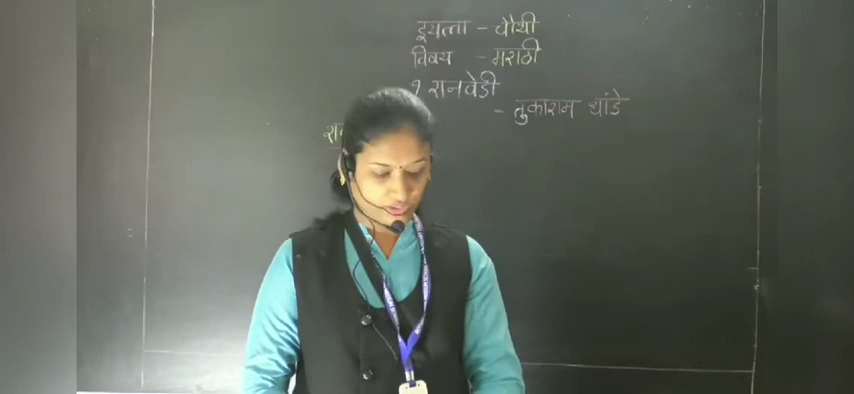 इयत्ता - चौथी
विषय - मराठी
१ रानवेडी
- तुकाराम धांडे